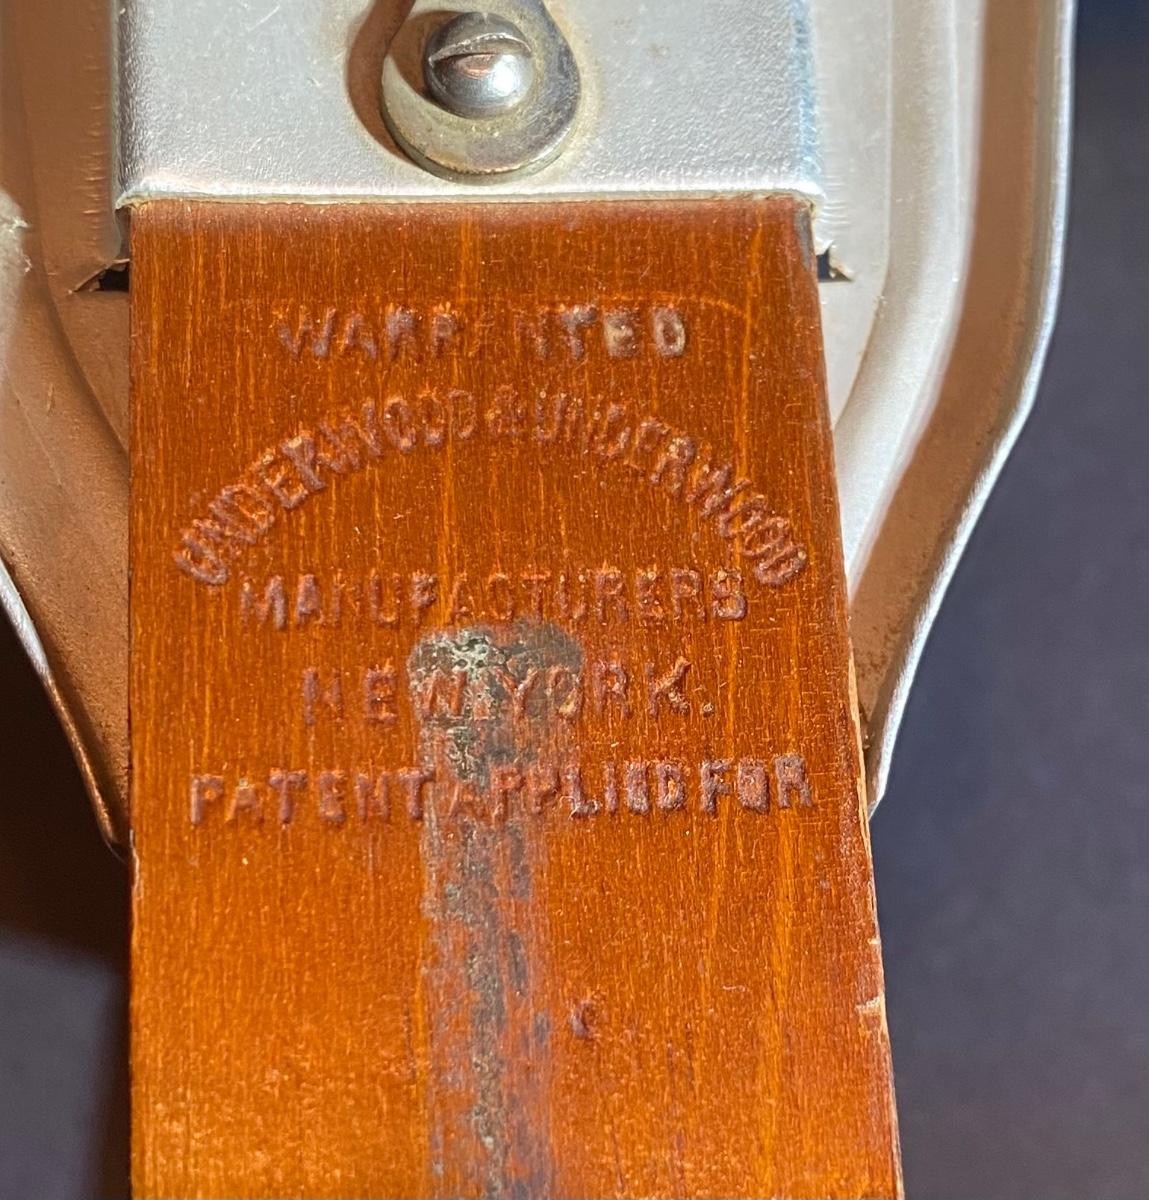 WARRANTED
UNDERWOOD & UNDERWOOD
MANUFACTURERS
NEW.YORK.
PATENT APPLIED FOR